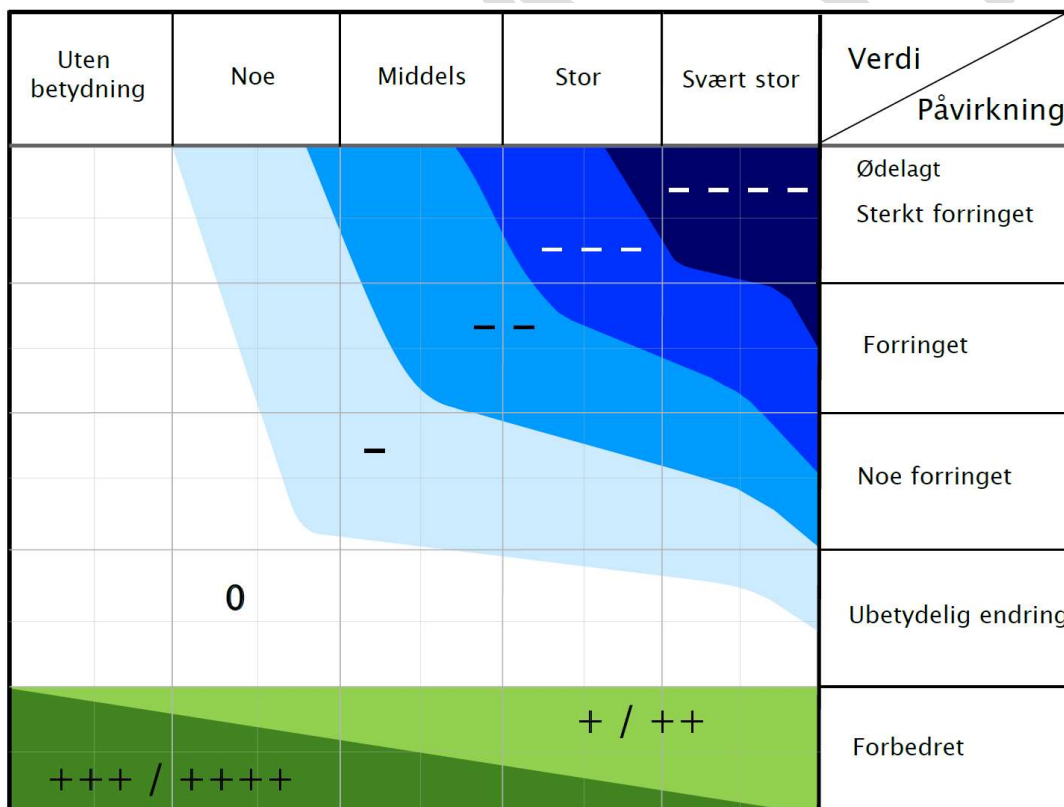 Uten
betydning
Noe
Middels
Stor
Svært stor
Verdi
Påvirkning
Ødelagt
Sterkt forringet
– – – –
– – –
Forringet
– –
Noe forringet
–
Ubetydelig endring
0
Forbedret
+ / ++
+++ / ++++